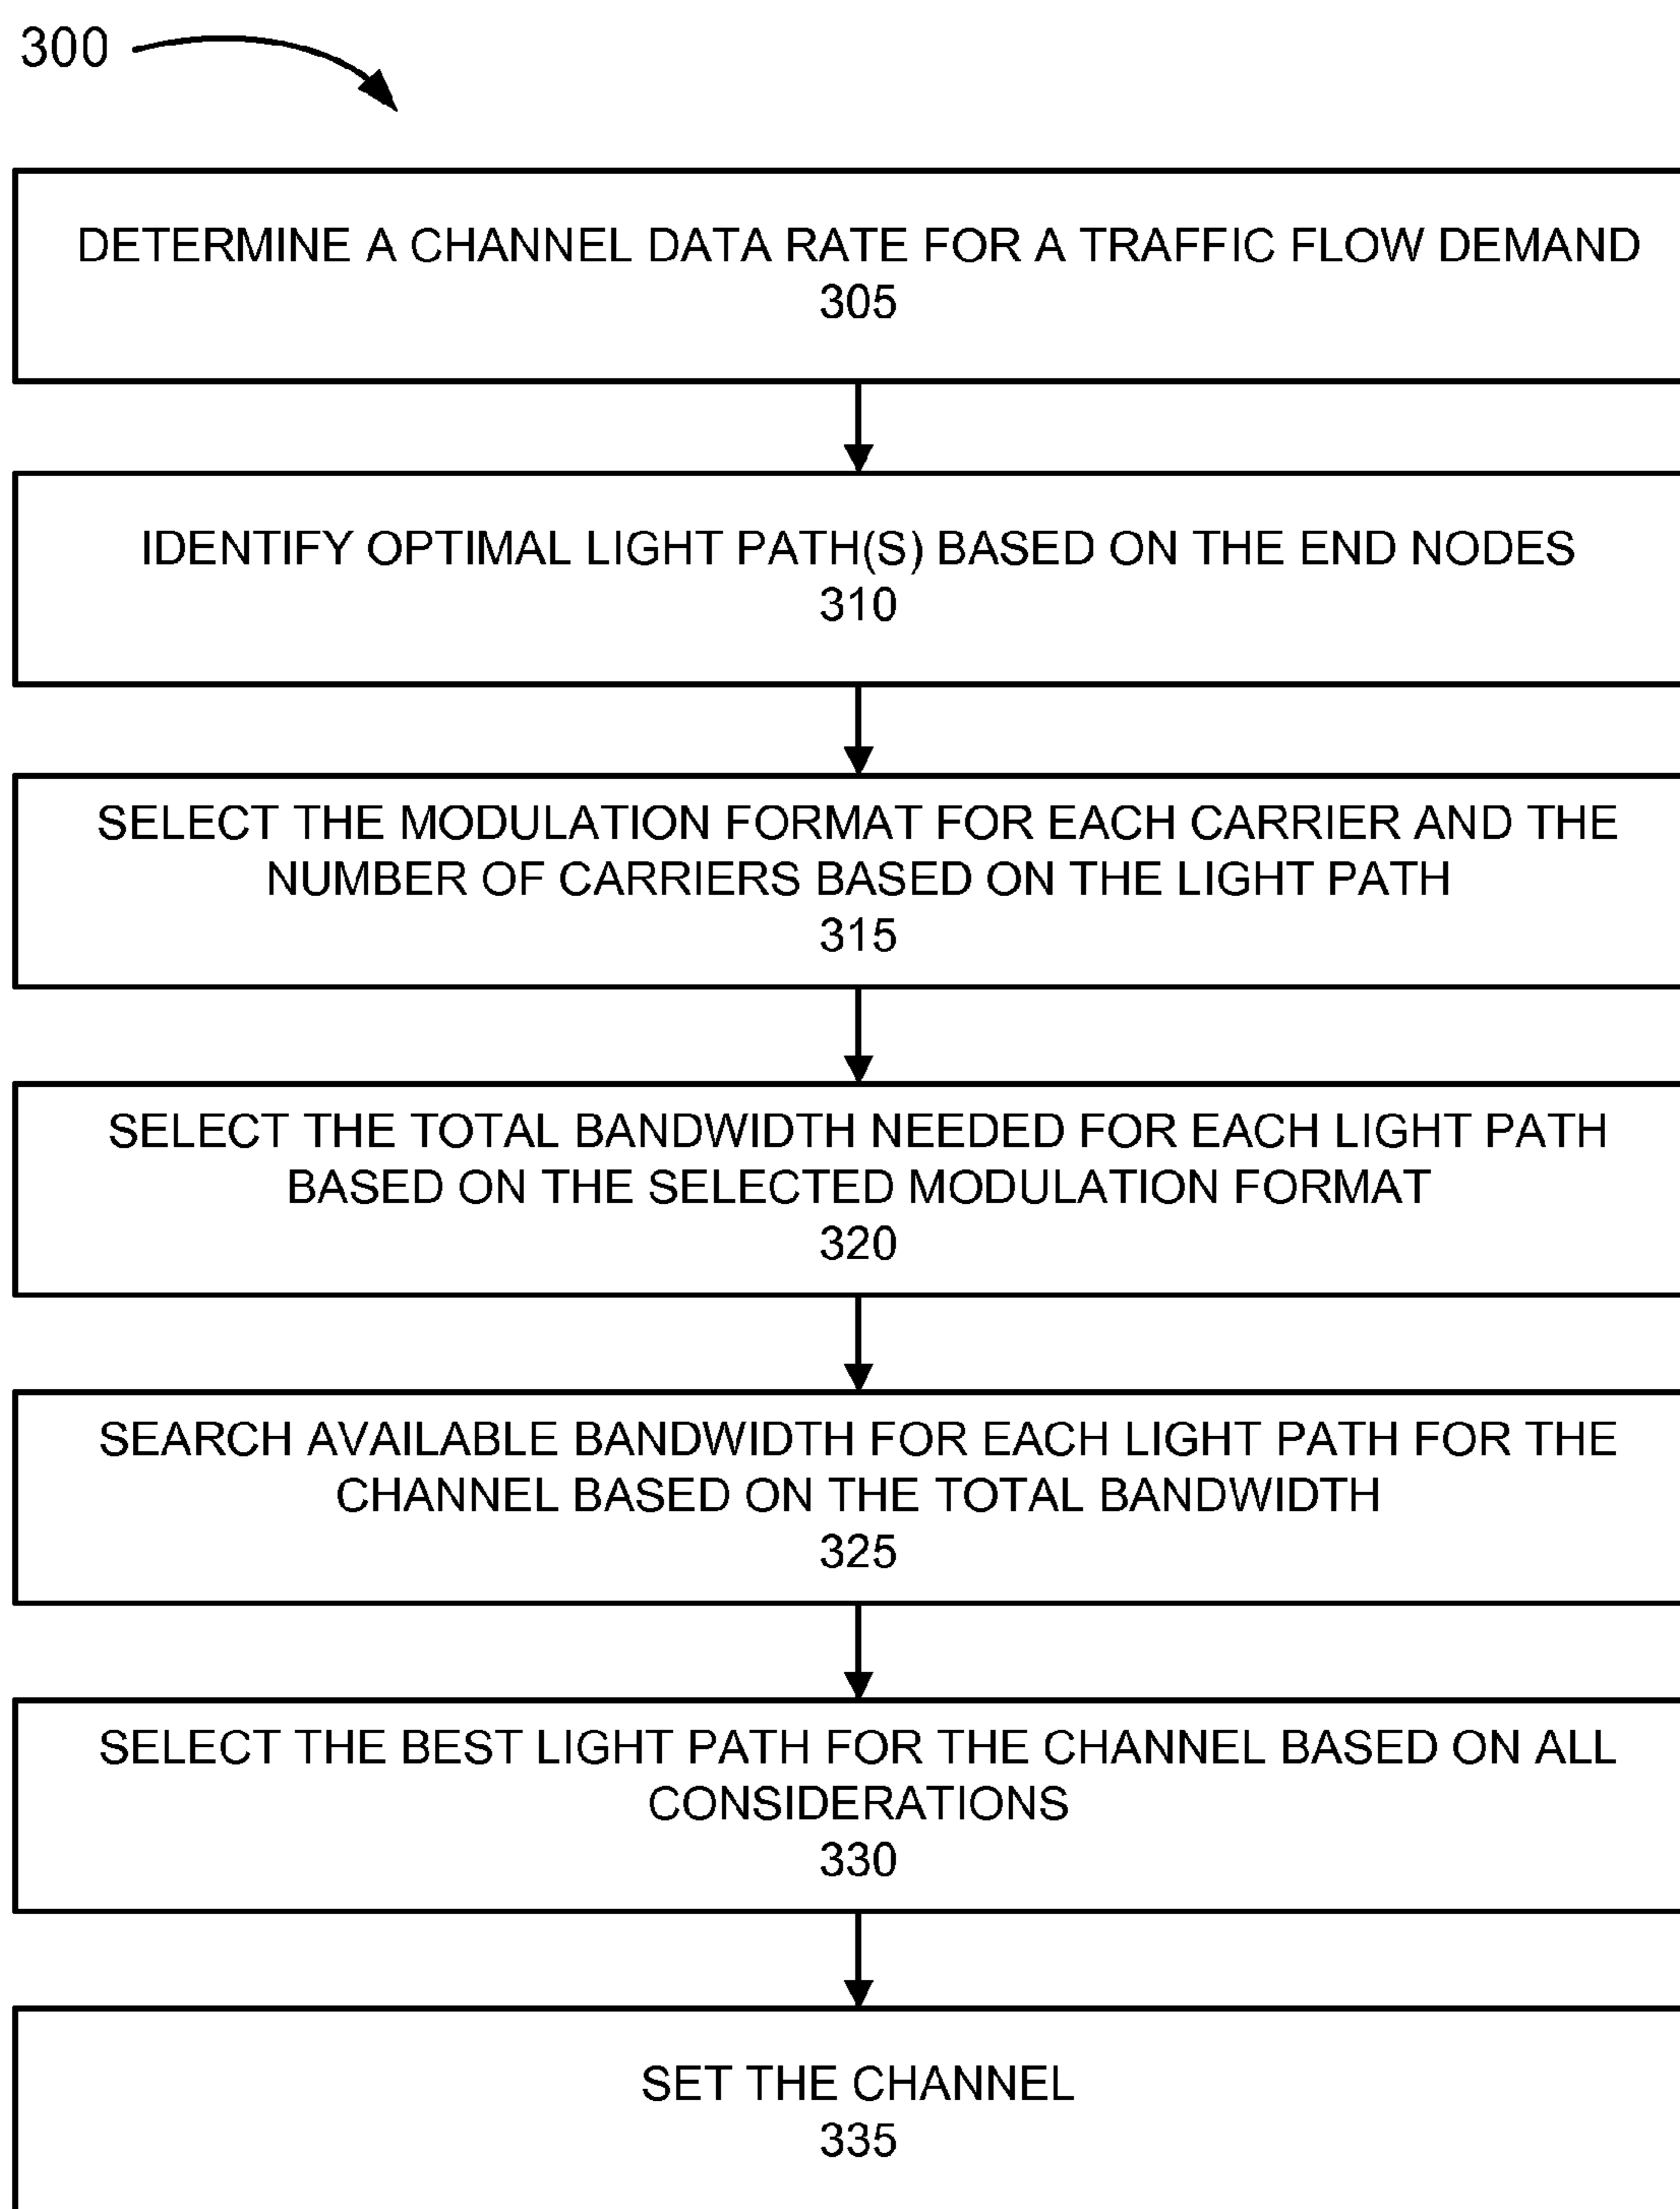 300
DETERMINE A CHANNEL DATA RATE FOR A TRAFFIC FLOW DEMAND
305
IDENTIFY OPTIMAL LIGHT PATH(S) BASED ON THE END NODES
310
SELECT THE MODULATION FORMAT FOR EACH CARRIER AND THE
NUMBER OF CARRIERS BASED ON THE LIGHT PATH
315
SELECT THE TOTAL BANDWIDTH NEEDED FOR EACH LIGHT PATH
BASED ON THE SELECTED MODULATION FORMAT
320
SEARCH AVAILABLE BANDWIDTH FOR EACH LIGHT PATH FOR THE
CHANNEL BASED ON THE TOTAL BANDWIDTH
325
SELECT THE BEST LIGHT PATH FOR THE CHANNEL BASED ON ALL
CONSIDERATIONS
330
SET THE CHANNEL
335